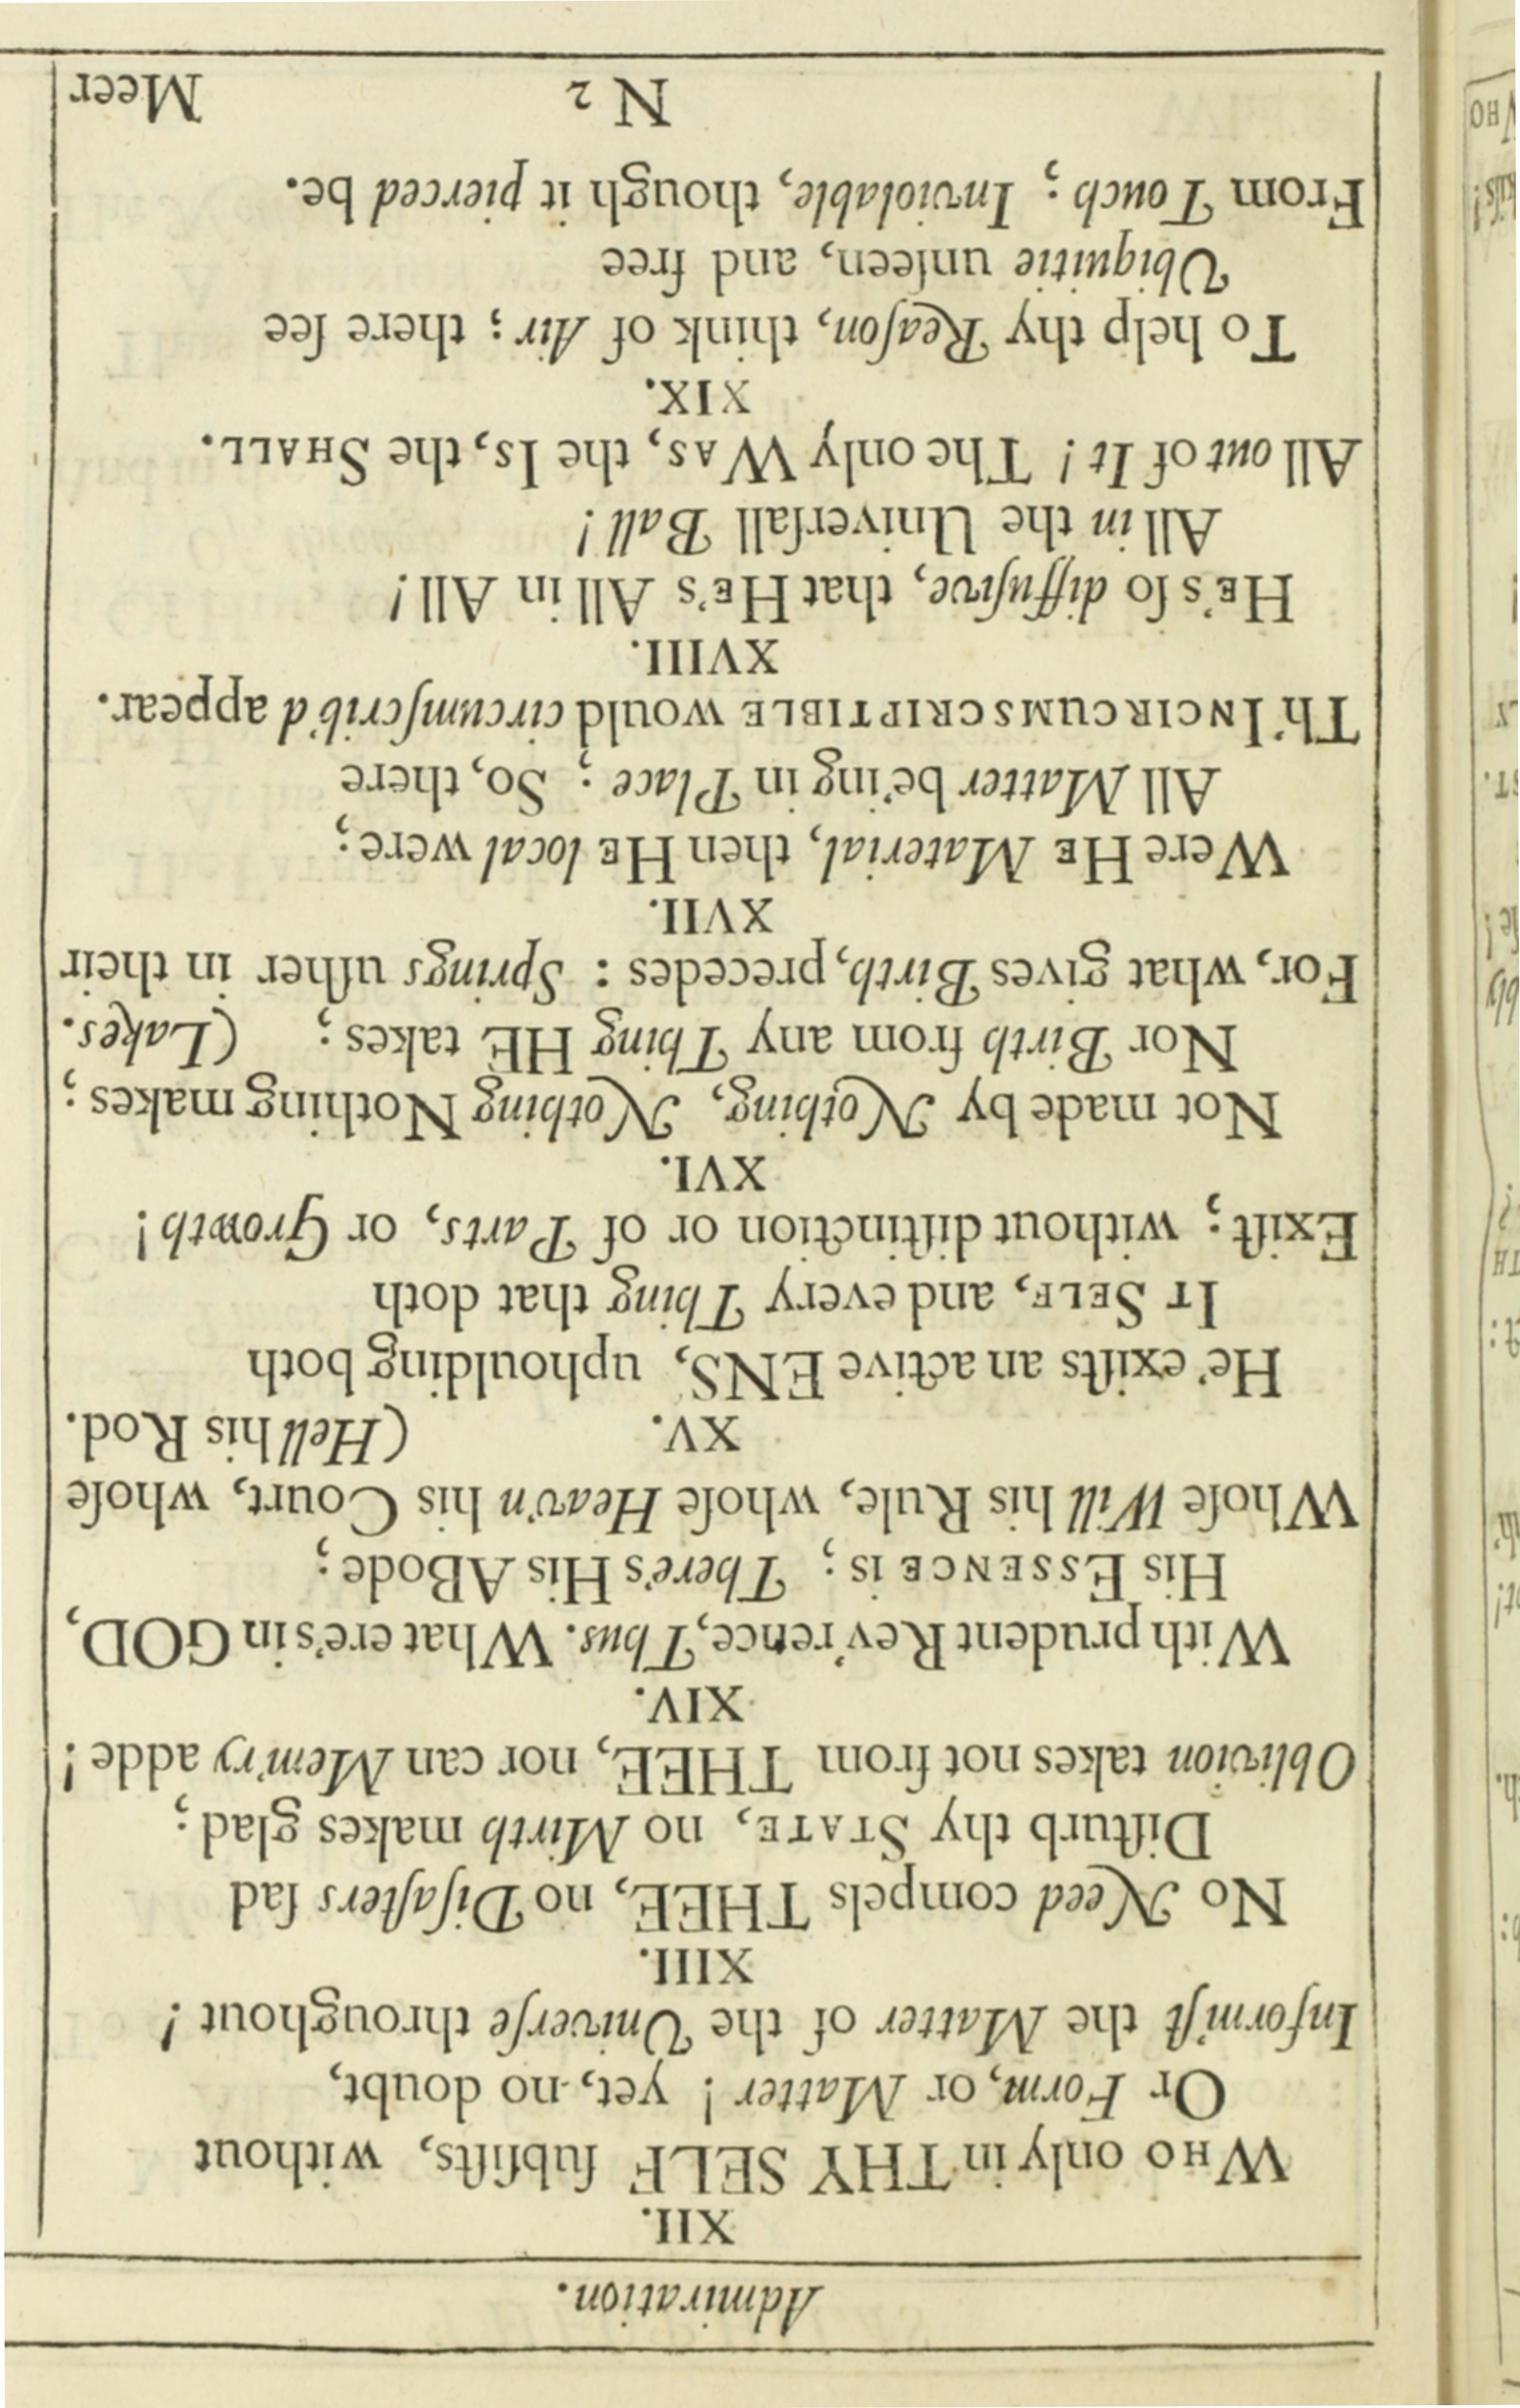 Admiration.
XII.
WHO only in THY SELF ſubſiſts, without
Or Form, or Matter! yet, no doubt,
Inform'ſt the Matter of the Univerſe throughout!
XIII.
No Need compels THEE, no Diſaſters ſad
Diſturb thy STATE, no Mirth makes glad;
Oblivion takes not from THEE, nor can Mem'ry adde!
XIV.
With prudent Rev'rence, Thus. What ere's in GOD,
His ESSENCE is; There's His ABode;
Whoſe Will his Rule, whoſe Heav'n his Court, whoſe
XV. (Hell his Rod.
He' exiſts an active ENS, uphoulding both
IT SELF, and every Thing that doth
Exiſt; without diſtinction or of Parts, or Growth!
XVI.
Not made by Nothing, Nothing Nothing makes;
Nor Birth from any Thing HE takes; (Lakes.
For, what gives Birth, precedes: Springs uſher in their
XVII.
Were HE Material, then HE local were;
All Matter be'ing in Place; So, there
Th' INCIRCUMSCRIPTIBLE would circumſcrib'd appear.
XVIII.
HE's ſo diffuſive, that HE's All in All!
All in the Univerſall Ball!
All out of It! The only WAS, the Is, the SHALL.
XIX.
To help thy Reaſon, think of Air; there ſee
Ubiquitie unſeen, and free
From Touch; Inviolable, though it pierced be.
N 2 Meer